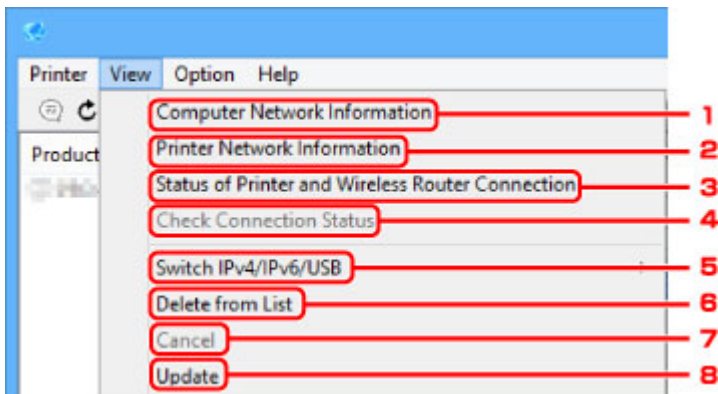 Printer View Option Help
Computer Network Information 1
Product Printer Network Information 2
Status of Printer and Wireless Router Connection 3
Check Connection Status 4
Switch IPv4/IPv6/USB 5
Delete from List 6
Cancel 7
Update 8